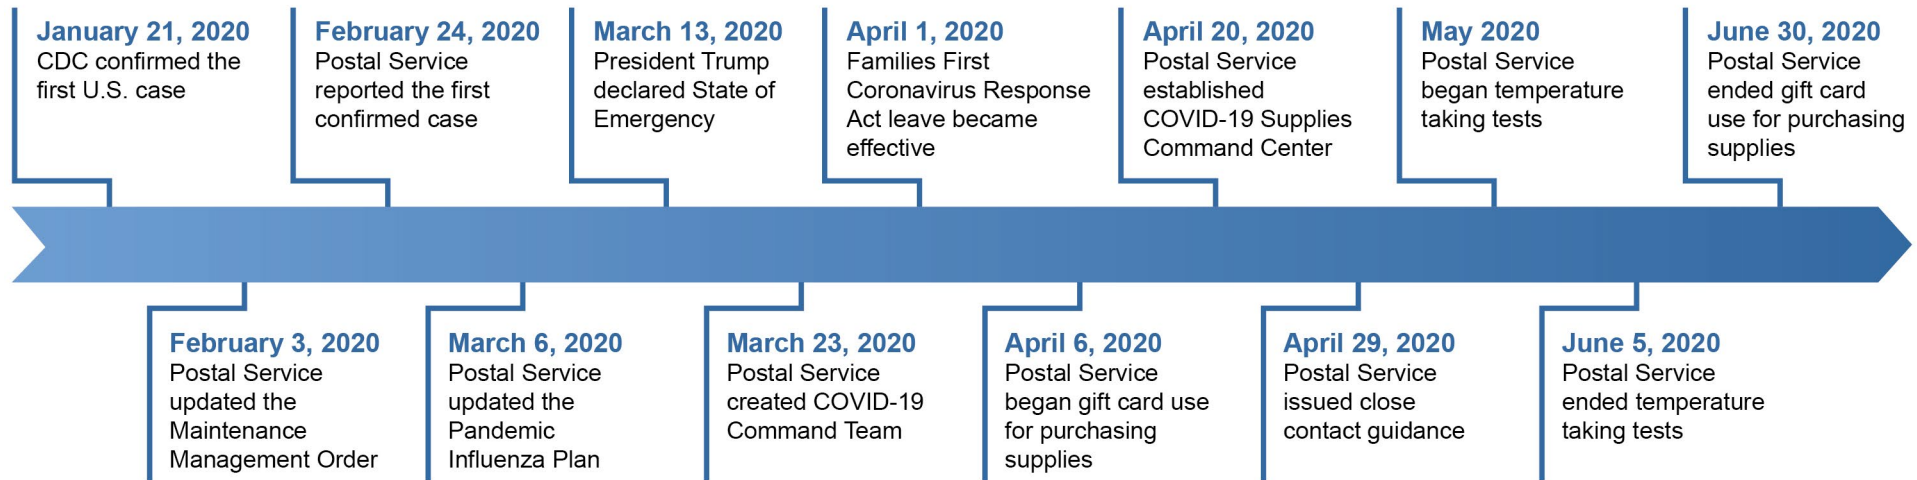 January 21, 2020
CDC confirmed the
first U.S. case
February 24, 2020
Postal Service
reported the first
confirmed case
March 13, 2020
President Trump
declared State of
Emergency
April 1, 2020
Families First
Coronavirus Response
Act leave became
effective
April 20, 2020
Postal Service
established
COVID-19 Supplies
Command Center
May 2020
Postal Service
began temperature
taking tests
June 30, 2020
Postal Service
ended gift card
use for purchasing
supplies
February 3, 2020
Postal Service
updated the
Maintenance
Management Order
March 6, 2020
Postal Service
updated the
Pandemic
Influenza Plan
March 23, 2020
Postal Service
created COVID-19
Command Team
April 6, 2020
Postal Service
began gift card use
for purchasing
supplies
April 29, 2020
Postal Service
issued close
contact guidance
June 5, 2020
Postal Service
ended temperature
taking tests